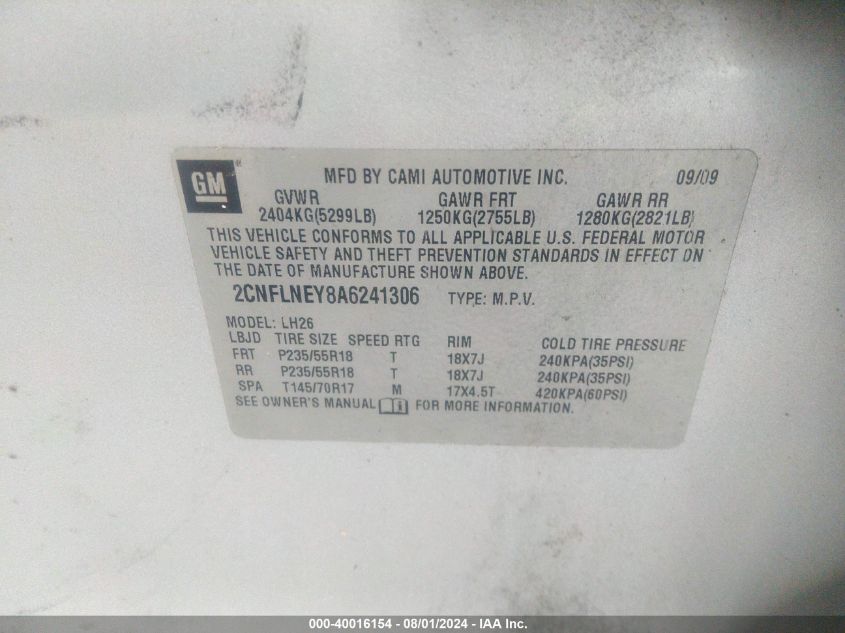 GM®
MFD BY CAMI AUTOMOTIVE INC. 09/09
GVWR GAWR FRT GAWR RR
2404KG(5299LB) 1250KG(2755LB) 1280KG(2821LB)
THIS VEHICLE CONFORMS TO ALL APPLICABLE U.S. FEDERAL MOTOR
VEHICLE SAFETY AND THEFT PREVENTION STANDARDS IN EFFECT ON
THE DATE OF MANUFACTURE SHOWN ABOVE.
2CNFLNEY8A6241306 TYPE: M.P.V.
MODEL: LH26
LBJD TIRE SIZE SPEED RTG RIM COLD TIRE PRESSURE
FRT P235/55R18 T 18X7J 240KPA(35PSI)
RR P235/55R18 T 18X7J 240KPA(35PSI)
SPA T145/70R17 M 17X4.5T 420KPA(60PSI)
SEE OWNER'S MANUAL FOR MORE INFORMATION.
000-40016154 - 08/01/2024 - IAA Inc.